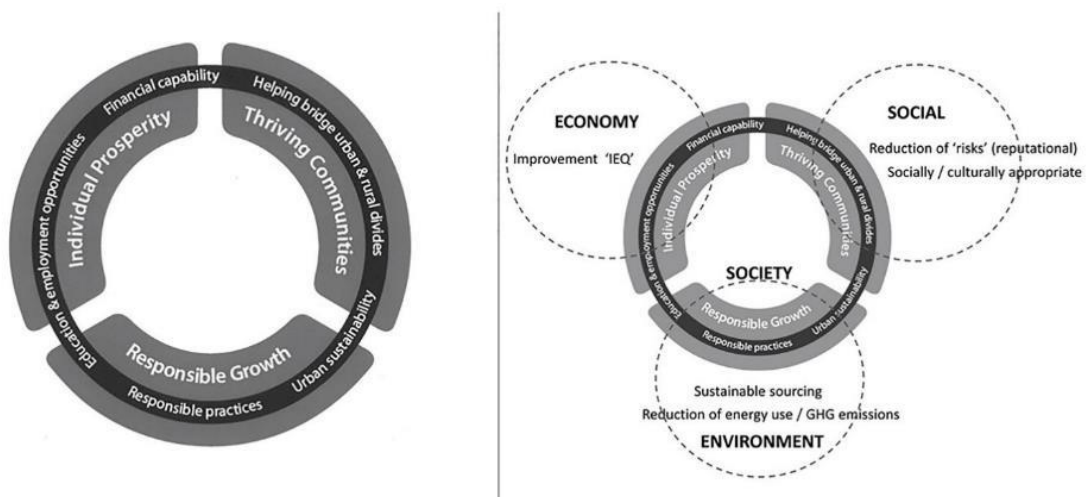 Financial capability
Helping bridge urban & rural divides
Education & employment opportunities
Individual Prosperity
Thriving Communities
Responsible Growth
Responsible practices
Urban sustainability
ECONOMY
Improvement 'IEQ'
SOCIAL
Reduction of 'risks' (reputational)
Socially / culturally appropriate
Financial capability
Helping bridge urban & rural divides
Education & employment opportunities
Individual Prosperity
Thriving Communities
SOCIETY
Responsible Growth
Responsible practices
Urban sustainability
Sustainable sourcing
Reduction of energy use / GHG emissions
ENVIRONMENT